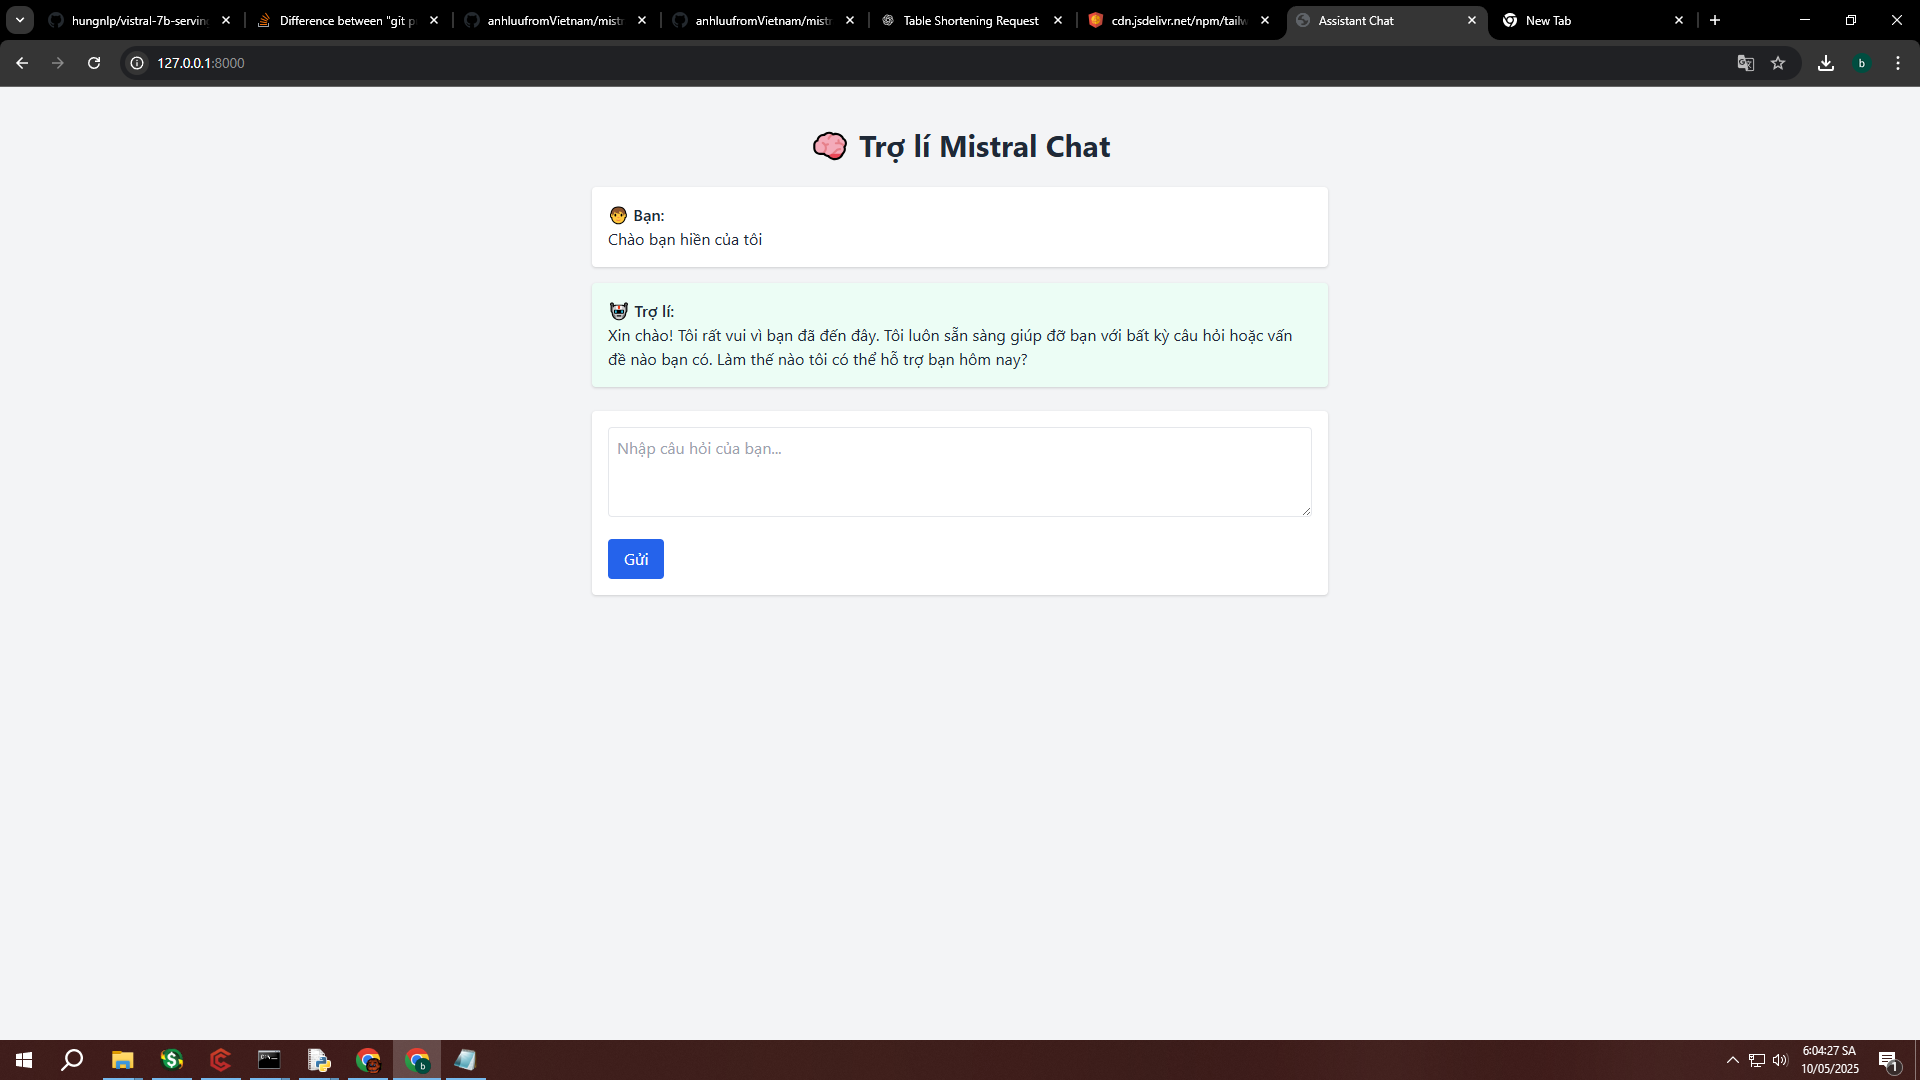 hungnlp/vistral-7b-serving
Difference between "git p
anhluufromVietnam/mist
anhluufromVietnam/mist
Table Shortening Request
cdn.jsdelivr.net/npm/tailw
Assistant Chat
New Tab
127.0.0.1:8000
b
Trợ lí Mistral Chat
Bạn:
Chào bạn hiền của tôi
Trợ lí:
Xin chào! Tôi rất vui vì bạn đã đến đây. Tôi luôn sẵn sàng giúp đỡ bạn với bất kỳ câu hỏi hoặc vấn
đề nào bạn có. Làm thế nào tôi có thể hỗ trợ bạn hôm nay?
Nhập câu hỏi của bạn...
Gửi
6:04:27 SA
10/05/2025
1